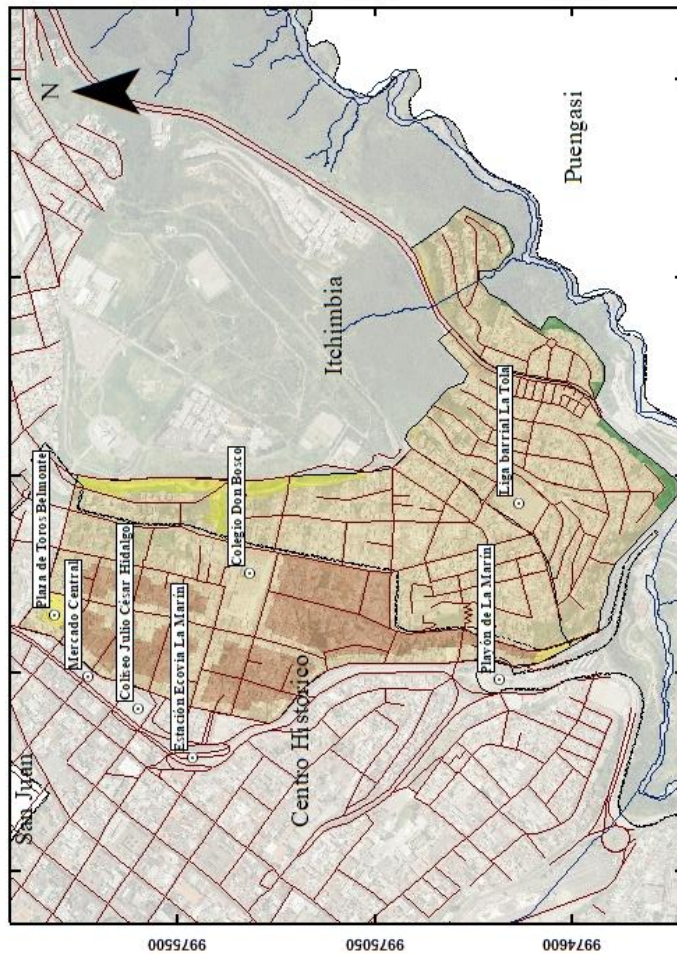 N
San Juan
Plaza de Toros Belmonte
Mercado Central
Coliseo Julio César Hidalgo
Estación Ecovía La Marín
Colegio Don Bosco
Itchimbia
Puengasi
Centro Historico
Playón de La Marín
Liga barrial La Tola
9975500
9975050
9974600